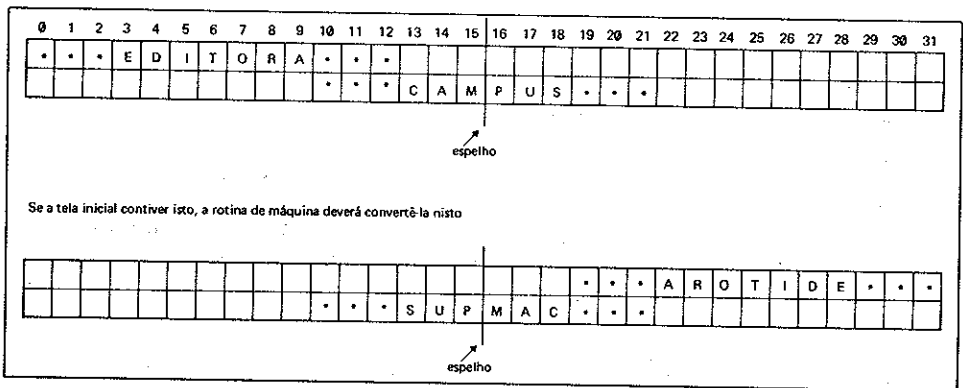 0 1 2 3 4 5 6 7 8 9 10 11 12 13 14 15 16 17 18 19 20 21 22 23 24 25 26 27 28 29 30 31
* * * E D I T O R A * * *
* * * C A M P U S * * *
espelho
Se a tela inicial contiver isto, a rotina de máquina deverá convertê-la nisto
* * * A R O T I D E * * *
* * * S U P M A C * * *
espelho